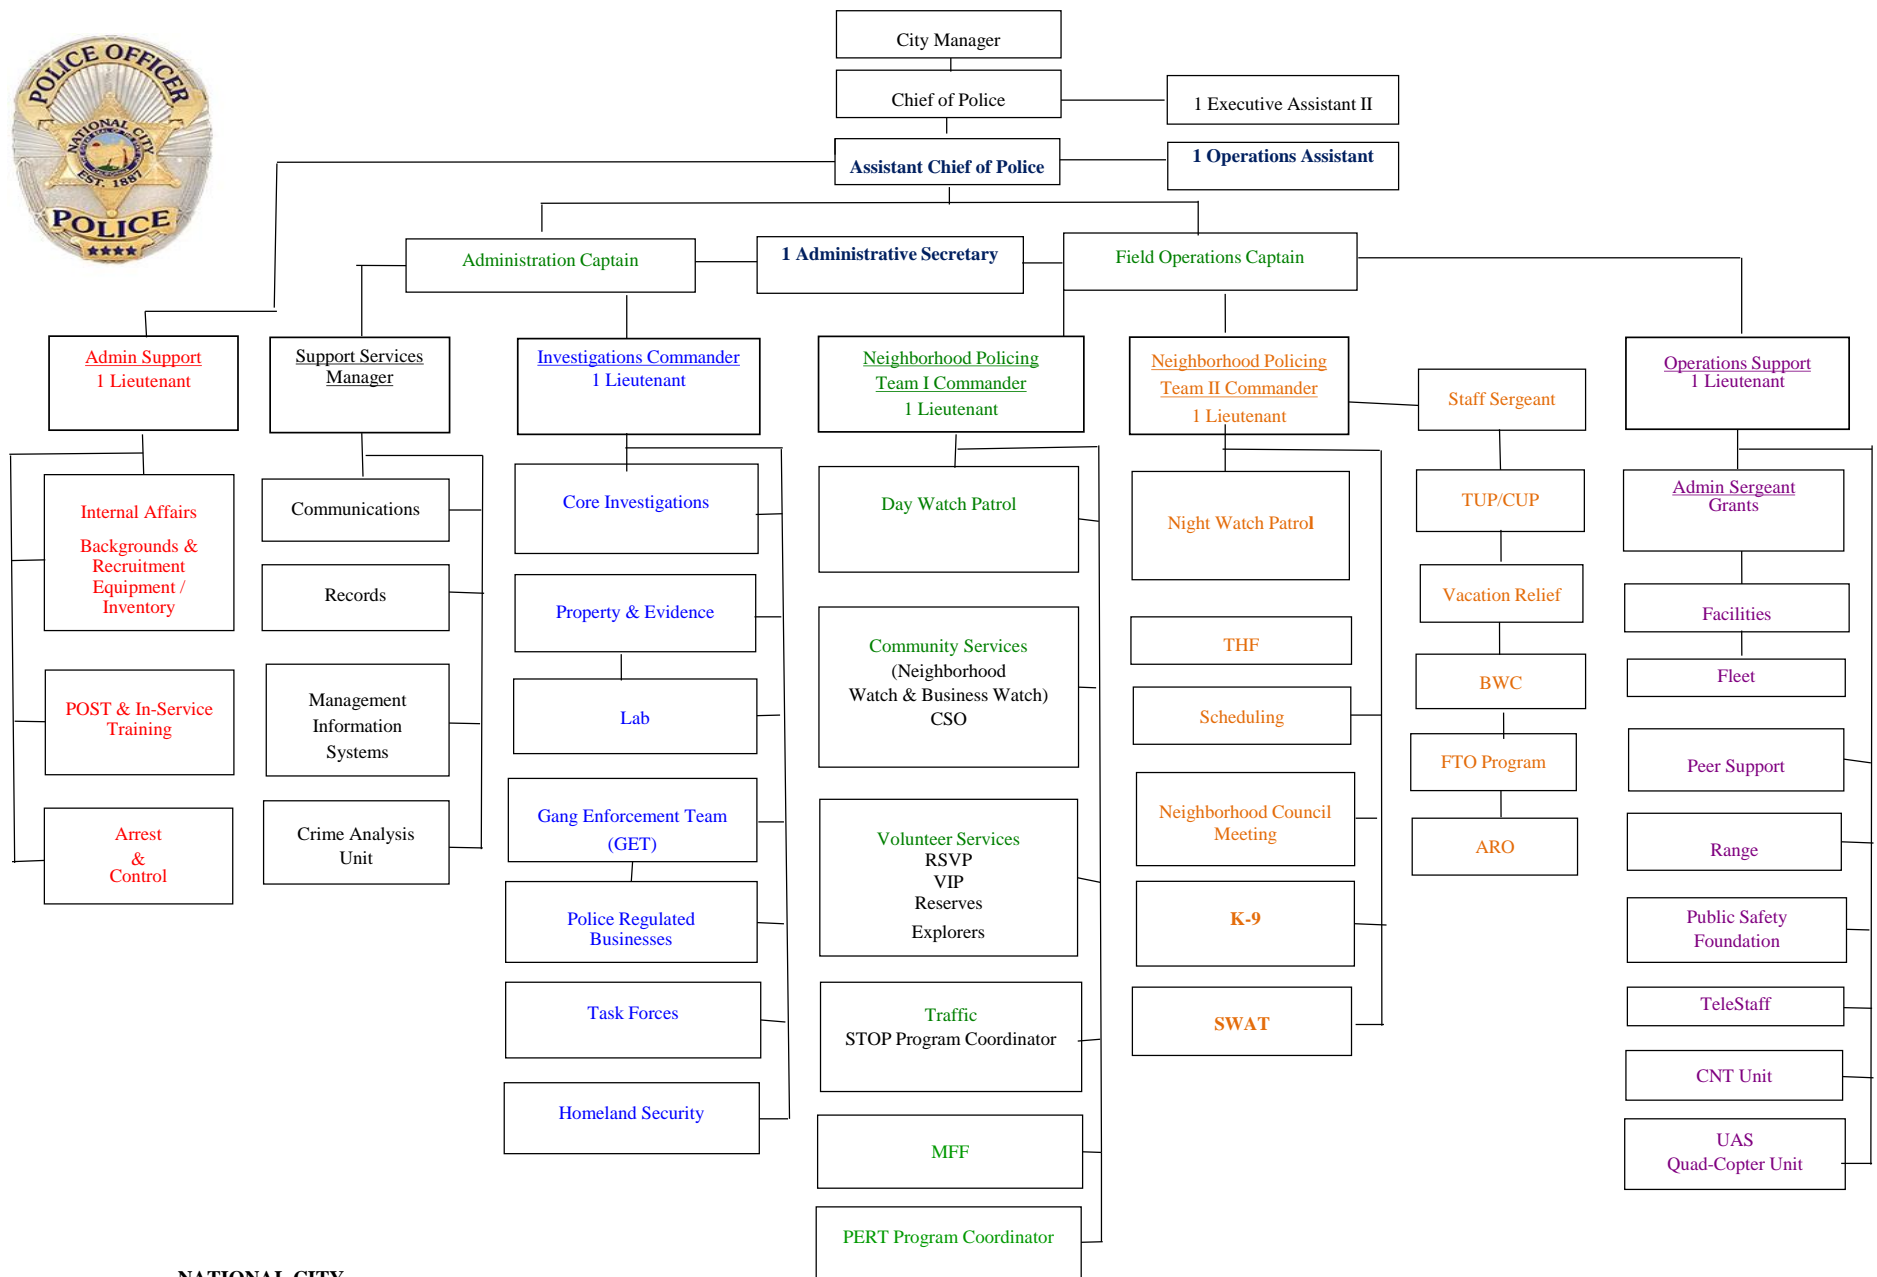 POLICE OFFICER
NATIONAL CITY
EST. 1887
POLICE
City Manager
Chief of Police
1 Executive Assistant II
Assistant Chief of Police
1 Operations Assistant
Administration Captain
1 Administrative Secretary
Field Operations Captain
Admin Support
1 Lieutenant
Internal Affairs
Backgrounds &
Recruitment
Equipment /
Inventory
POST & In-Service
Training
Arrest
&
Control
Support Services
Manager
Communications
Records
Management
Information
Systems
Crime Analysis
Unit
Investigations Commander
1 Lieutenant
Core Investigations
Property & Evidence
Lab
Gang Enforcement Team
(GET)
Police Regulated
Businesses
Task Forces
Homeland Security
Neighborhood Policing
Team I Commander
1 Lieutenant
Day Watch Patrol
Community Services
(Neighborhood
Watch & Business Watch)
CSO
Volunteer Services
RSVP
VIP
Reserves
Explorers
Traffic
STOP Program Coordinator
MFF
PERT Program Coordinator
Neighborhood Policing
Team II Commander
1 Lieutenant
Night Watch Patrol
THF
Scheduling
Neighborhood Council
Meeting
K-9
SWAT
Staff Sergeant
TUP/CUP
Vacation Relief
BWC
FTO Program
ARO
Operations Support
1 Lieutenant
Admin Sergeant
Grants
Facilities
Fleet
Peer Support
Range
Public Safety
Foundation
TeleStaff
CNT Unit
UAS
Quad-Copter Unit
NATIONAL CITY